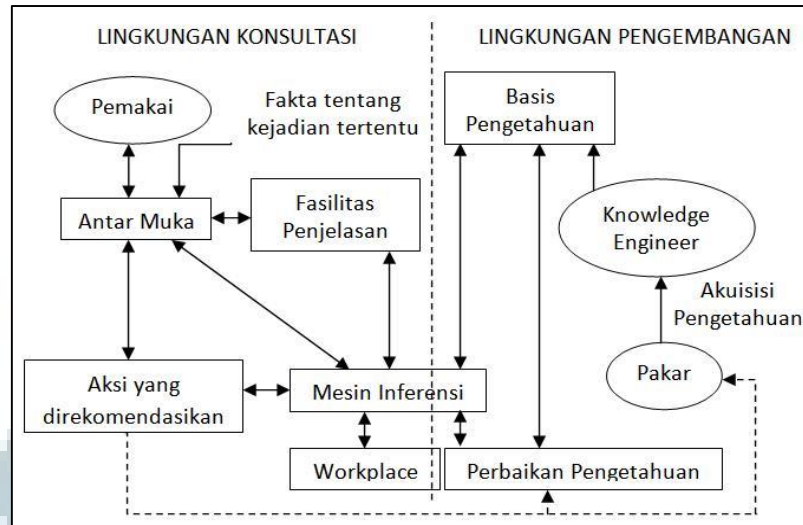 LINGKUNGAN KONSULTASI
LINGKUNGAN PENGEMBANGAN
Pemakai
Fakta tentang
kejadian tertentu
Basis
Pengetahuan
Antar Muka
Fasilitas
Penjelasan
Knowledge
Engineer
Akuisisi
Pengetahuan
Aksi yang
direkomendasikan
Mesin Inferensi
Pakar
Workplace
Perbaikan Pengetahuan